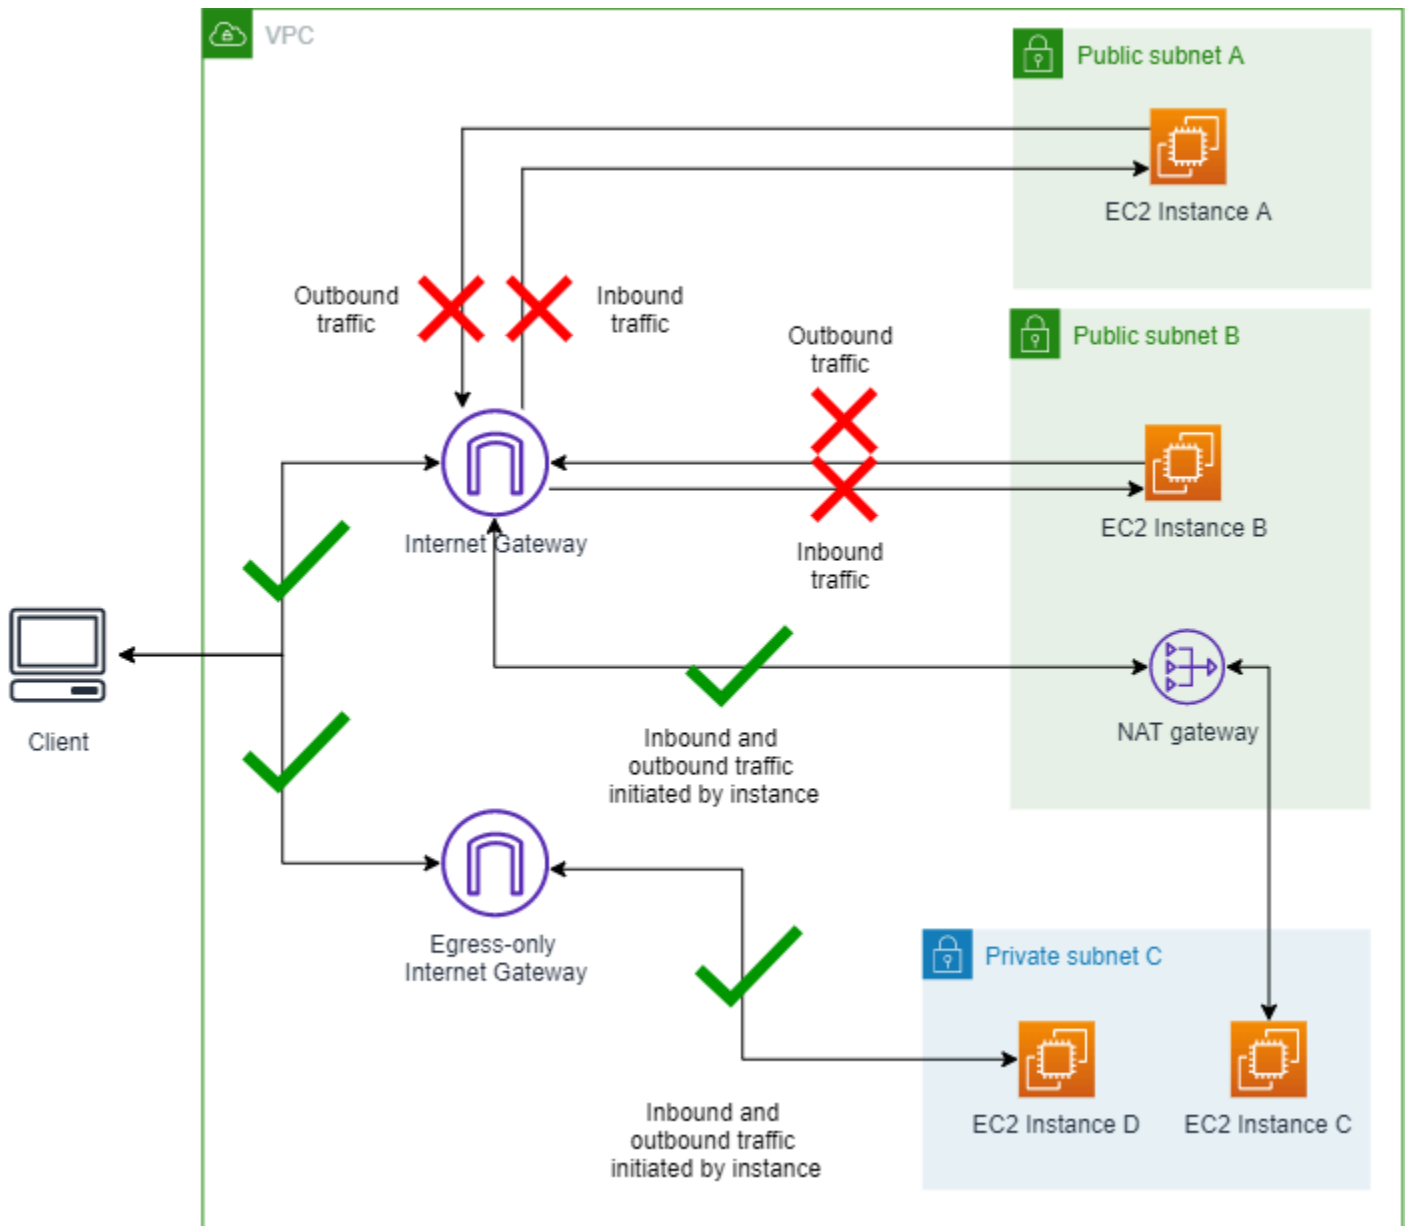 VPC
Public subnet A
EC2 Instance A
Outbound
traffic
Inbound
traffic
Public subnet B
Outbound
traffic
EC2 Instance B
Internet Gateway
Inbound
traffic
Client
NAT gateway
Inbound and
outbound traffic
initiated by instance
Egress-only
Internet Gateway
Private subnet C
EC2 Instance D
EC2 Instance C
Inbound and
outbound traffic
initiated by instance